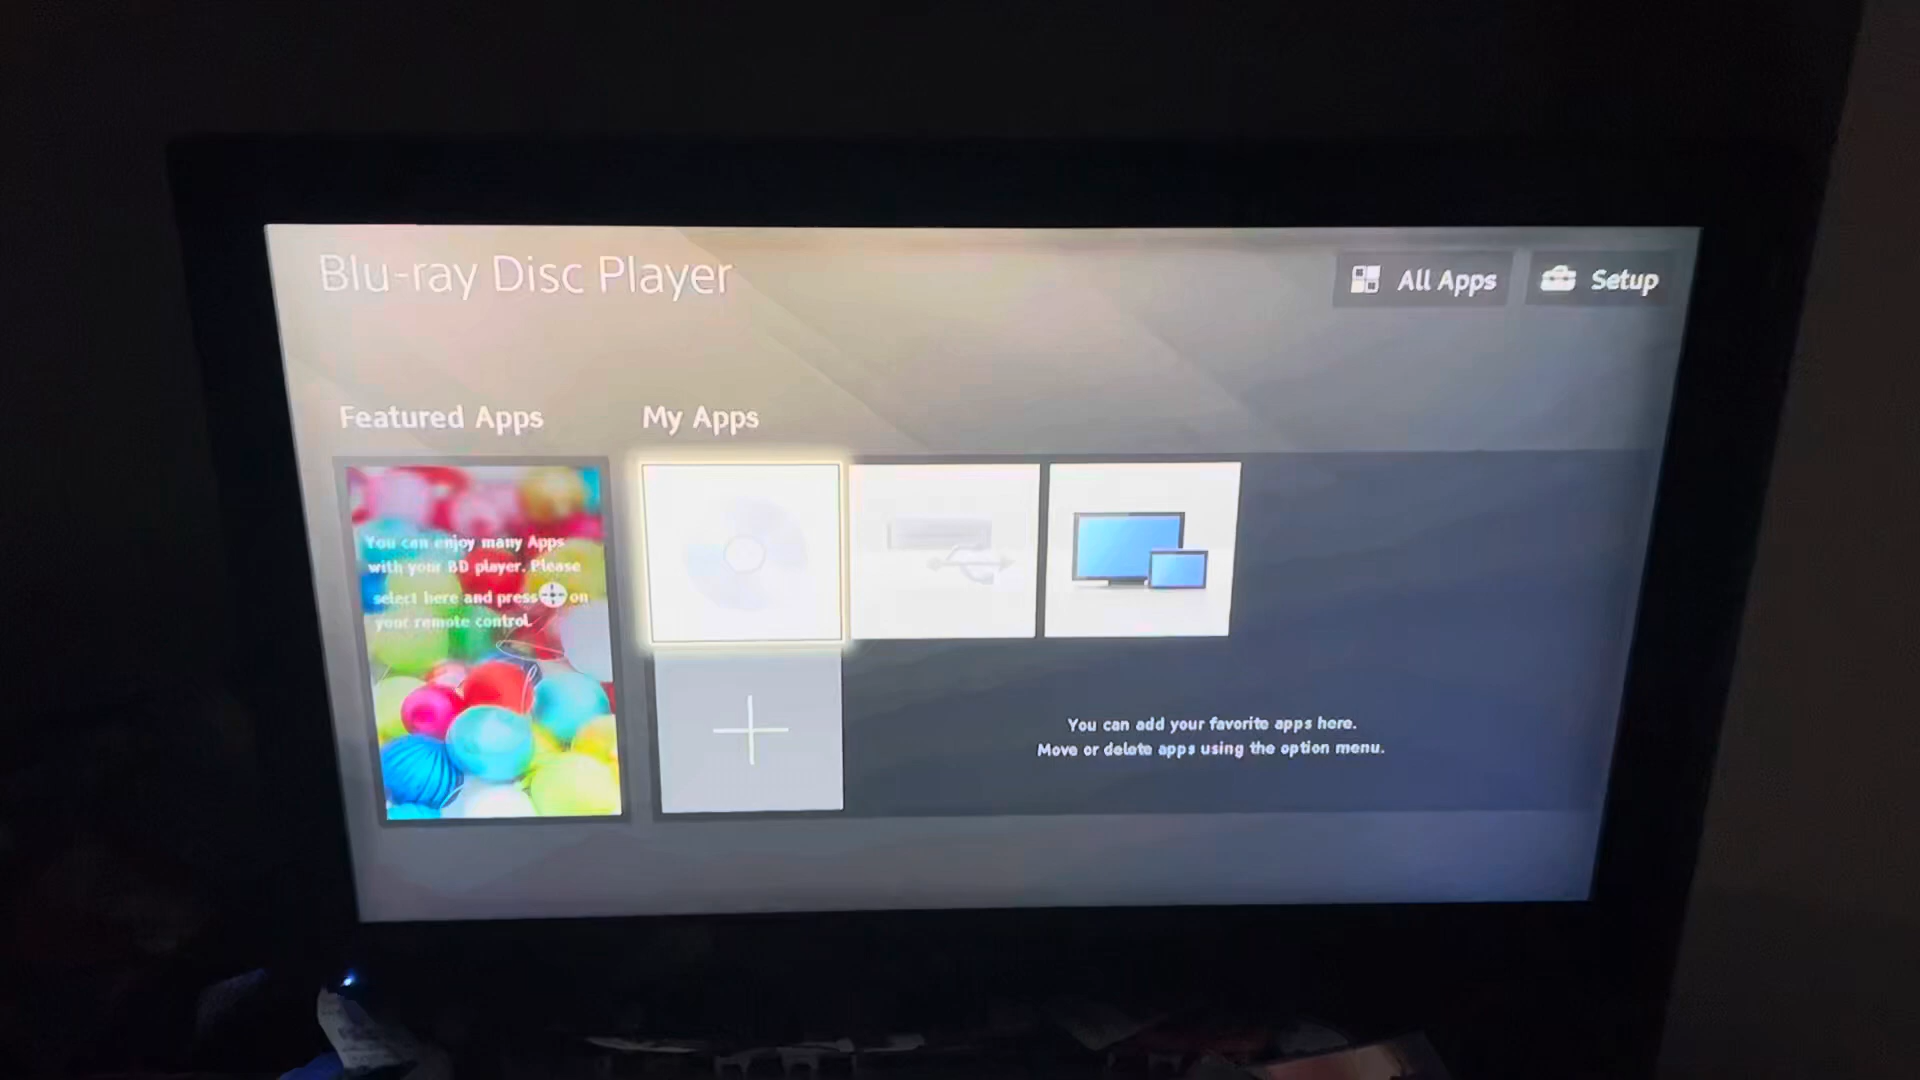 Blu-ray Disc Player
All Apps
Setup
Featured Apps
My Apps
You can enjoy many Apps
with your BD player. Please
select here and press on
your remote control.
You can add your favorite apps here.
Move or delete apps using the option menu.